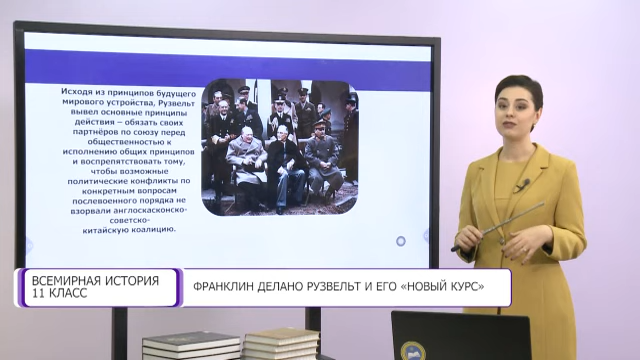 Исходя из принципов будущего
мирового устройства, Рузвельт
вывел основные принципы
действия – обязать своих
партнёров по союзу перед
общественностью к
исполнению общих принципов
и воспрепятствовать тому,
чтобы возможные
политические конфликты по
конкретным вопросам
послевоенного порядка не
взорвали англоскасконско-
советско-
китайскую коалицию.
ВСЕМИРНАЯ ИСТОРИЯ
11 КЛАСС
ФРАНКЛИН ДЕЛАНО РУЗВЕЛЬТ И ЕГО «НОВЫЙ КУРС»